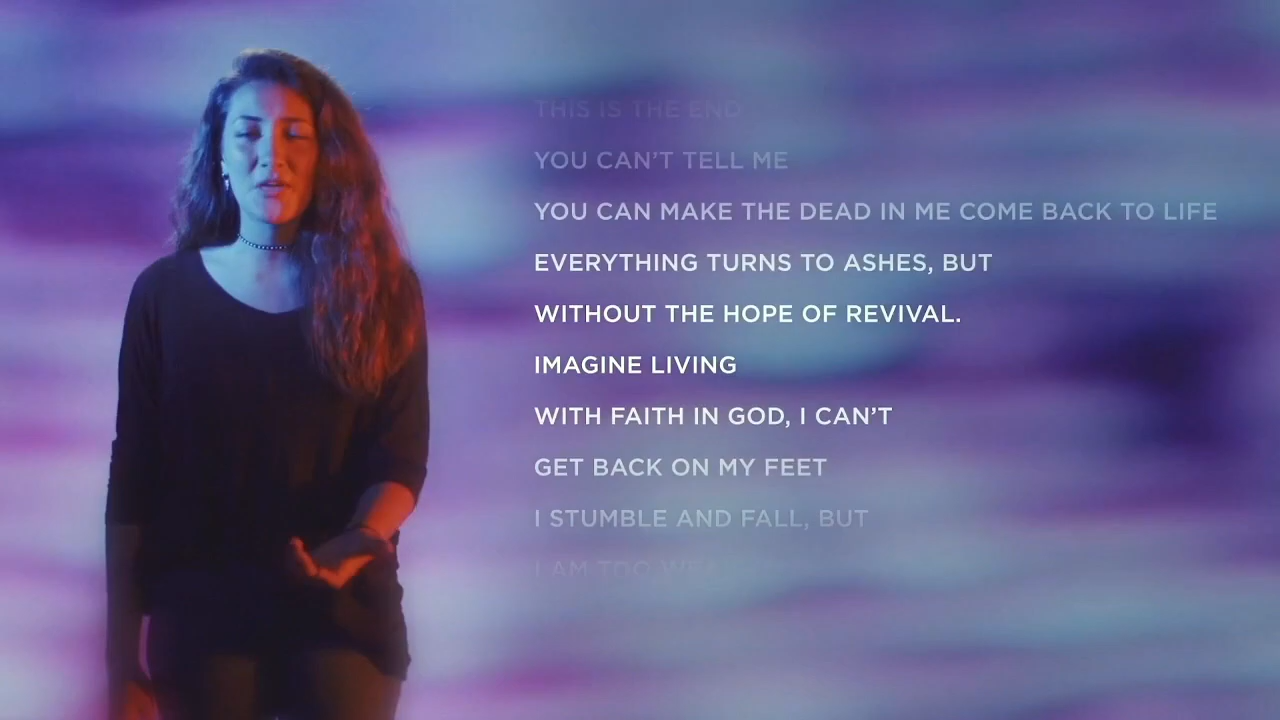 THIS IS THE END
YOU CAN'T TELL ME
YOU CAN MAKE THE DEAD IN ME COME BACK TO LIFE
EVERYTHING TURNS TO ASHES, BUT
WITHOUT THE HOPE OF REVIVAL.
IMAGINE LIVING
WITH FAITH IN GOD, I CAN'T
GET BACK ON MY FEET
I STUMBLE AND FALL, BUT
I AM TOO